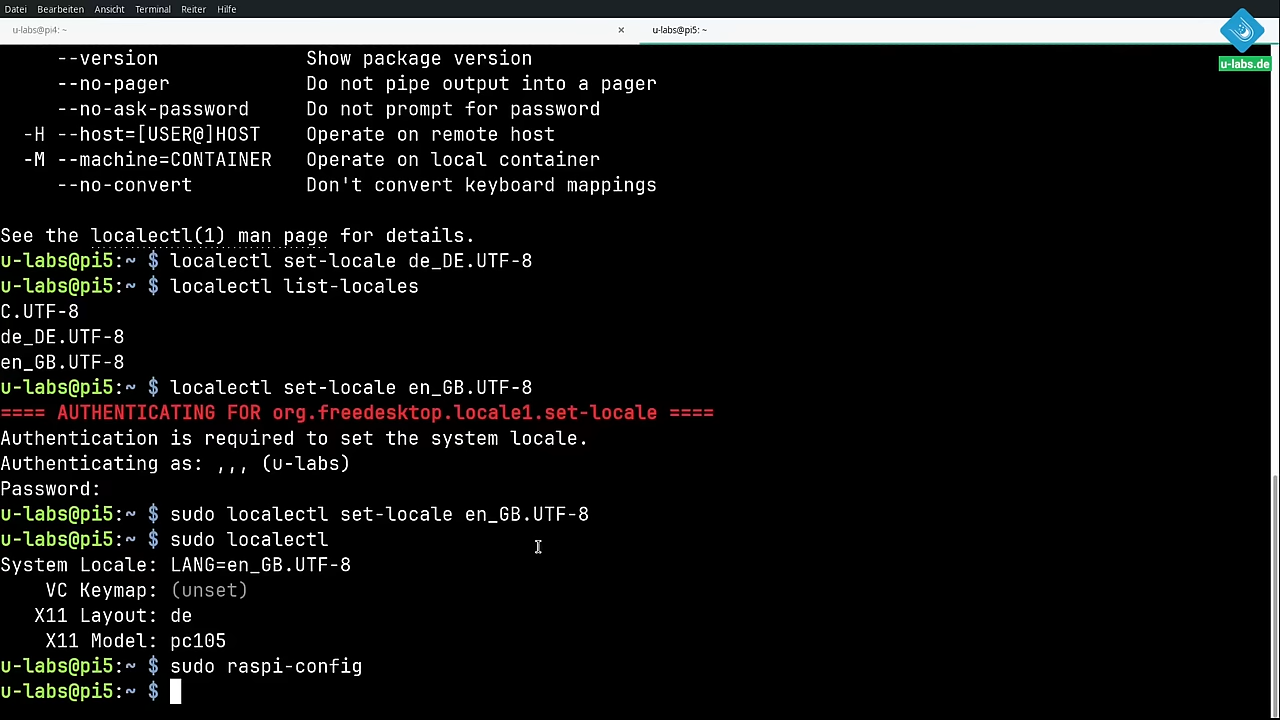 Datei Bearbeiten Ansicht Terminal Reiter Hilfe
u-labs@pi4: ~ × u-labs@pi5: ~
u-labs.de
--version Show package version
--no-pager Do not pipe output into a pager
--no-ask-password Do not prompt for password
-H --host=[USER@]HOST Operate on remote host
-M --machine=CONTAINER Operate on local container
--no-convert Don't convert keyboard mappings
See the localectl(1) man page for details.
u-labs@pi5:~ $ localectl set-locale de_DE.UTF-8
u-labs@pi5:~ $ localectl list-locales
C.UTF-8
de_DE.UTF-8
en_GB.UTF-8
u-labs@pi5:~ $ localectl set-locale en_GB.UTF-8
==== AUTHENTICATING FOR org.freedesktop.locale1.set-locale ====
Authentication is required to set the system locale.
Authenticating as: ,,, (u-labs)
Password:
u-labs@pi5:~ $ sudo localectl set-locale en_GB.UTF-8
u-labs@pi5:~ $ sudo localectl
System Locale: LANG=en_GB.UTF-8
VC Keymap: (unset)
X11 Layout: de
X11 Model: pc105
u-labs@pi5:~ $ sudo raspi-config
u-labs@pi5:~ $